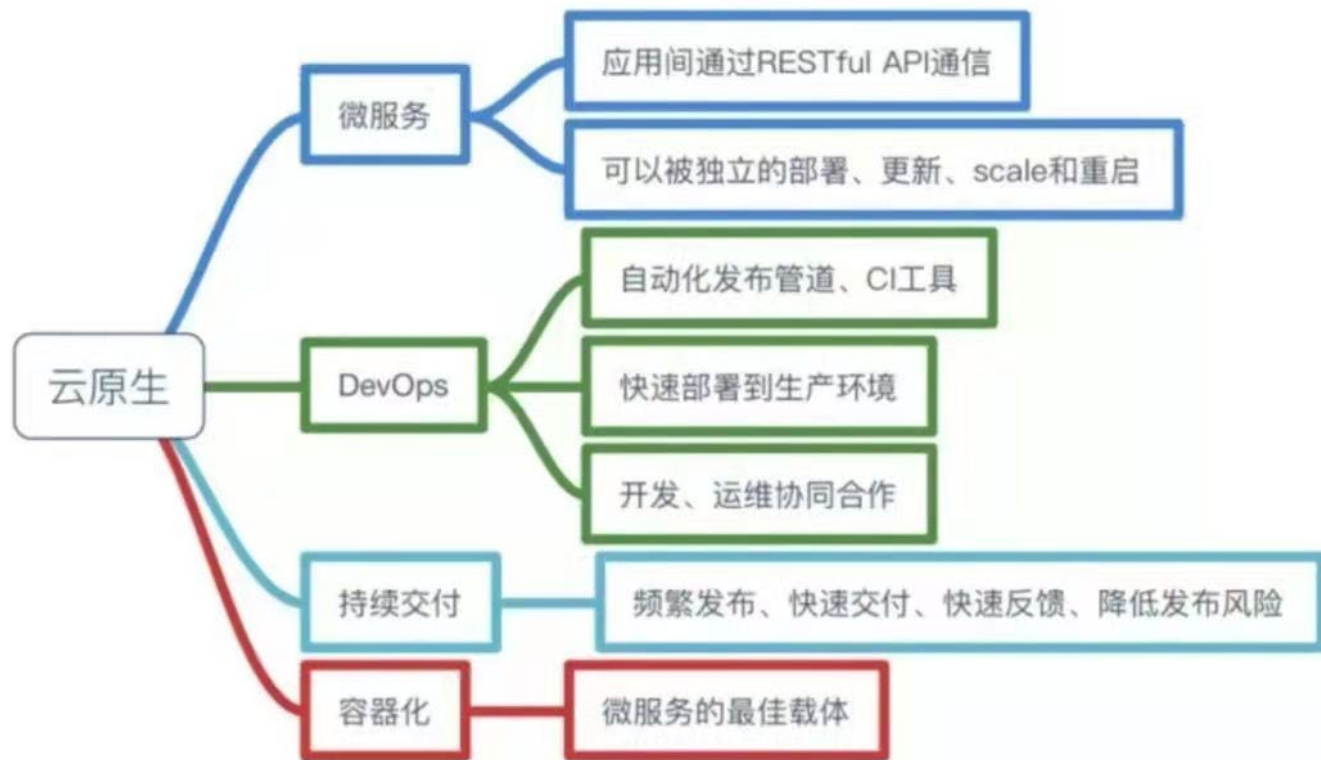 云原生
微服务
应用间通过RESTful API通信
可以被独立的部署、更新、scale和重启
DevOps
自动化发布管道、CI工具
快速部署到生产环境
开发、运维协同合作
持续交付
频繁发布、快速交付、快速反馈、降低发布风险
容器化
微服务的最佳载体